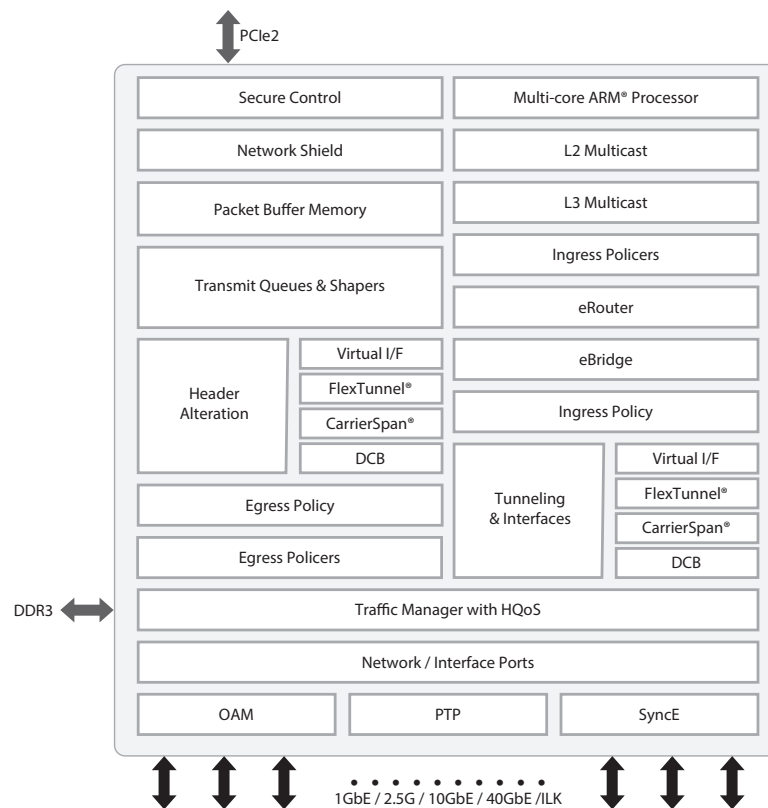 PCIe2
Secure Control
Multi-core ARM® Processor
Network Shield
L2 Multicast
Packet Buffer Memory
L3 Multicast
Ingress Policers
Transmit Queues & Shapers
eRouter
Virtual I/F
eBridge
Header
Alteration
FlexTunnel®
CarrierSpan®
Ingress Policy
DCB
Virtual I/F
Tunneling
& Interfaces
FlexTunnel®
Egress Policy
CarrierSpan®
Egress Policers
DCB
DDR3
Traffic Manager with HQoS
Network / Interface Ports
OAM
PTP
SyncE
1GbE / 2.5G / 10GbE / 40GbE /ILK